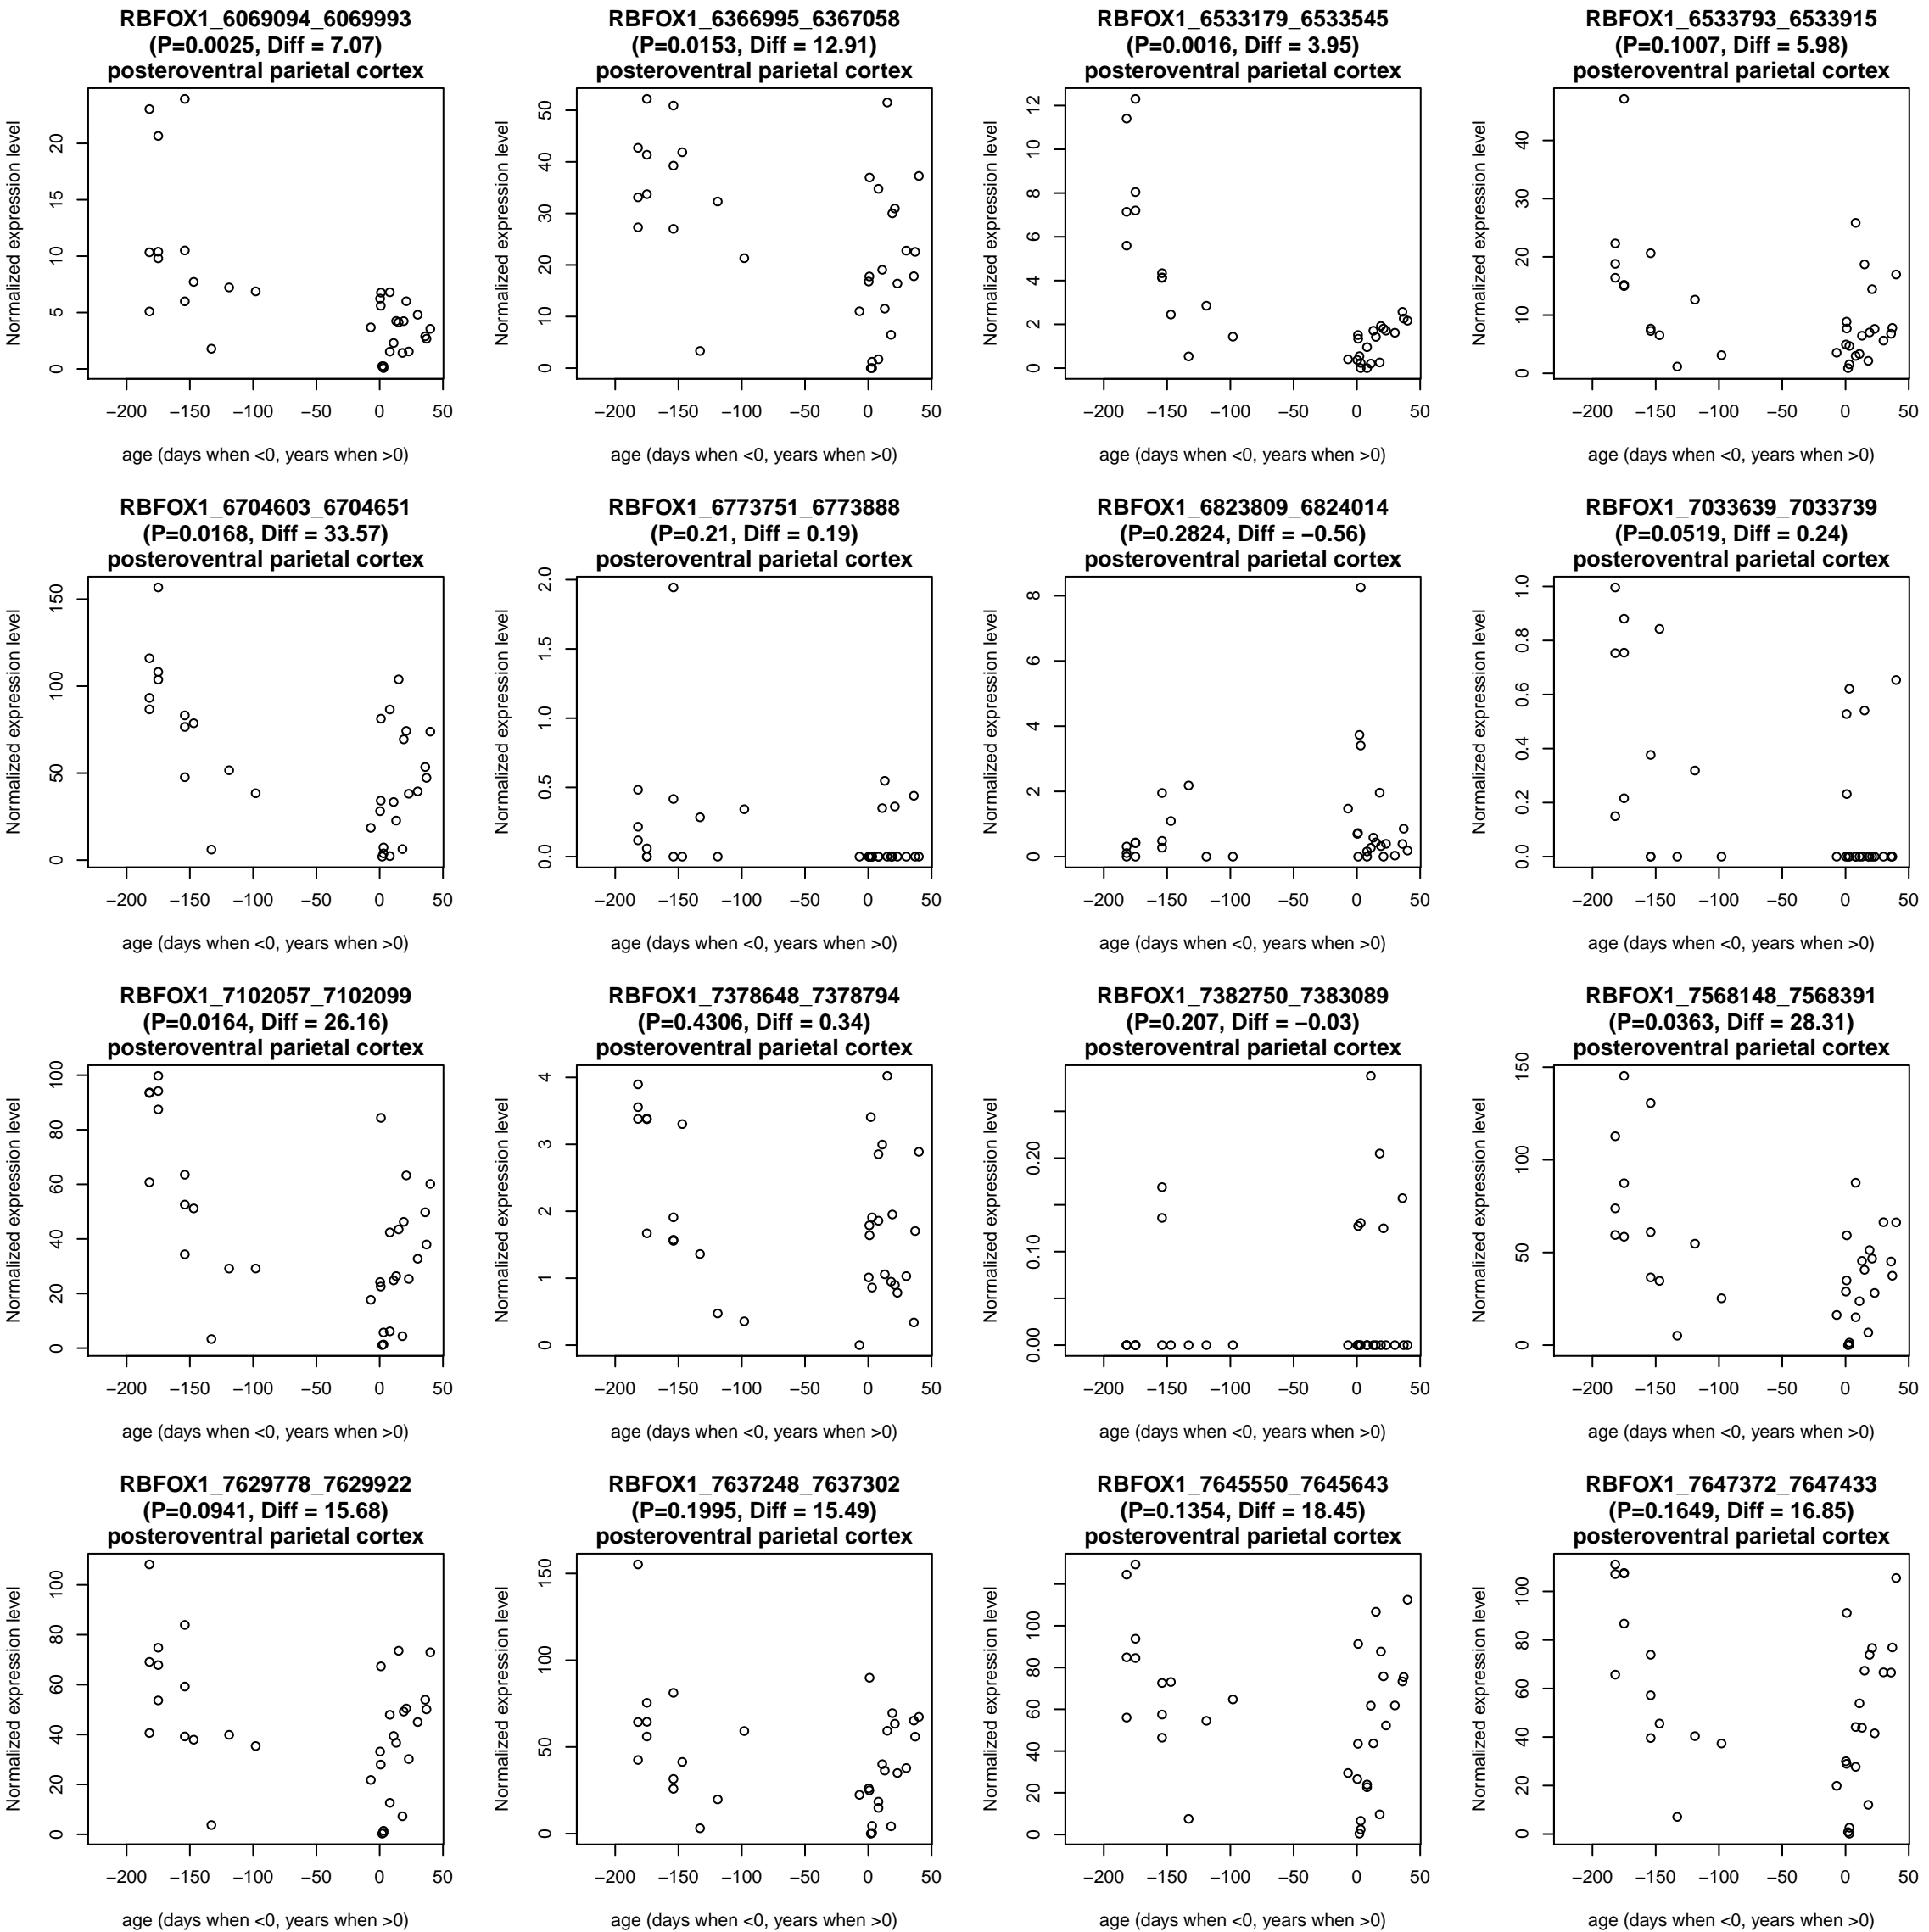 RBFOX1_6069094_6069993
(P=0.0025, Diff = 7.07)
posteroventral parietal cortex
Normalized expression level
0 5 10 15 20
−200 −150 −100 −50 0 50
age (days when <0, years when >0)
RBFOX1_6366995_6367058
(P=0.0153, Diff = 12.91)
posteroventral parietal cortex
Normalized expression level
0 10 20 30 40 50
−200 −150 −100 −50 0 50
age (days when <0, years when >0)
RBFOX1_6533179_6533545
(P=0.0016, Diff = 3.95)
posteroventral parietal cortex
Normalized expression level
0 2 4 6 8 10 12
−200 −150 −100 −50 0 50
age (days when <0, years when >0)
RBFOX1_6533793_6533915
(P=0.1007, Diff = 5.98)
posteroventral parietal cortex
Normalized expression level
0 10 20 30 40
−200 −150 −100 −50 0 50
age (days when <0, years when >0)
RBFOX1_6704603_6704651
(P=0.0168, Diff = 33.57)
posteroventral parietal cortex
Normalized expression level
0 50 100 150
−200 −150 −100 −50 0 50
age (days when <0, years when >0)
RBFOX1_6773751_6773888
(P=0.21, Diff = 0.19)
posteroventral parietal cortex
Normalized expression level
0.0 0.5 1.0 1.5 2.0
−200 −150 −100 −50 0 50
age (days when <0, years when >0)
RBFOX1_6823809_6824014
(P=0.2824, Diff = −0.56)
posteroventral parietal cortex
Normalized expression level
0 2 4 6 8
−200 −150 −100 −50 0 50
age (days when <0, years when >0)
RBFOX1_7033639_7033739
(P=0.0519, Diff = 0.24)
posteroventral parietal cortex
Normalized expression level
0.0 0.2 0.4 0.6 0.8 1.0
−200 −150 −100 −50 0 50
age (days when <0, years when >0)
RBFOX1_7102057_7102099
(P=0.0164, Diff = 26.16)
posteroventral parietal cortex
Normalized expression level
0 20 40 60 80 100
−200 −150 −100 −50 0 50
age (days when <0, years when >0)
RBFOX1_7378648_7378794
(P=0.4306, Diff = 0.34)
posteroventral parietal cortex
Normalized expression level
0 1 2 3 4
−200 −150 −100 −50 0 50
age (days when <0, years when >0)
RBFOX1_7382750_7383089
(P=0.207, Diff = −0.03)
posteroventral parietal cortex
Normalized expression level
0.00 0.10 0.20
−200 −150 −100 −50 0 50
age (days when <0, years when >0)
RBFOX1_7568148_7568391
(P=0.0363, Diff = 28.31)
posteroventral parietal cortex
Normalized expression level
0 50 100 150
−200 −150 −100 −50 0 50
age (days when <0, years when >0)
RBFOX1_7629778_7629922
(P=0.0941, Diff = 15.68)
posteroventral parietal cortex
Normalized expression level
0 20 40 60 80 100
−200 −150 −100 −50 0 50
age (days when <0, years when >0)
RBFOX1_7637248_7637302
(P=0.1995, Diff = 15.49)
posteroventral parietal cortex
Normalized expression level
0 50 100 150
−200 −150 −100 −50 0 50
age (days when <0, years when >0)
RBFOX1_7645550_7645643
(P=0.1354, Diff = 18.45)
posteroventral parietal cortex
Normalized expression level
0 20 40 60 80 100
−200 −150 −100 −50 0 50
age (days when <0, years when >0)
RBFOX1_7647372_7647433
(P=0.1649, Diff = 16.85)
posteroventral parietal cortex
Normalized expression level
0 20 40 60 80 100
−200 −150 −100 −50 0 50
age (days when <0, years when >0)